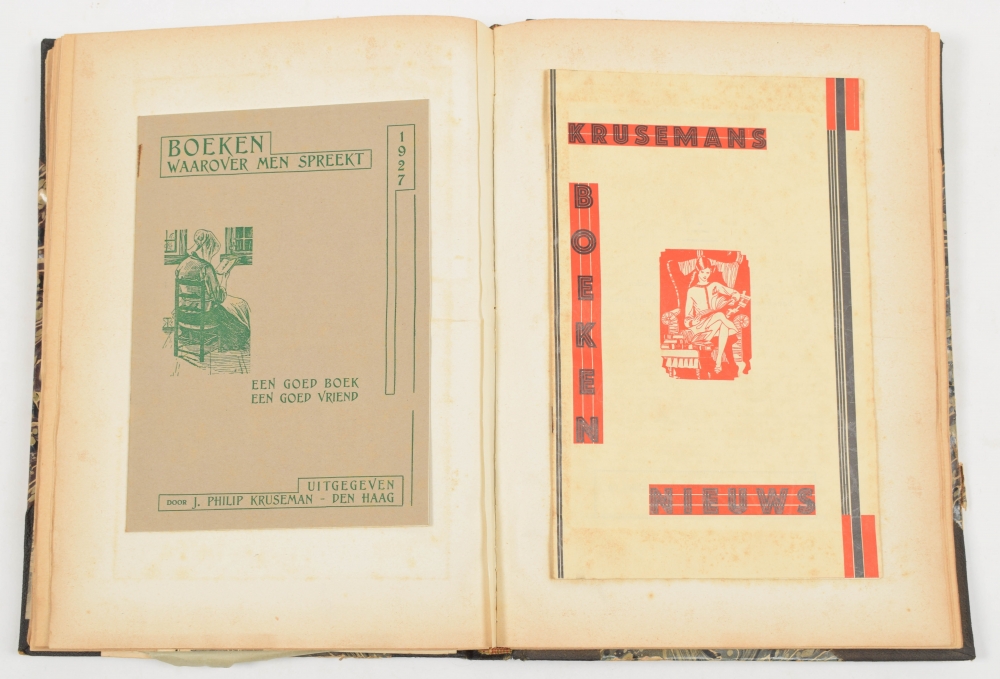 BOEKEN
WAAROVER MEN SPREEKT
1927
EEN GOED BOEK
EEN GOED VRIEND
UITGEGEVEN
DOOR J. PHILIP KRUSEMAN - DEN HAAG
KRUSEMANS
BOEKEN
NIEUWS